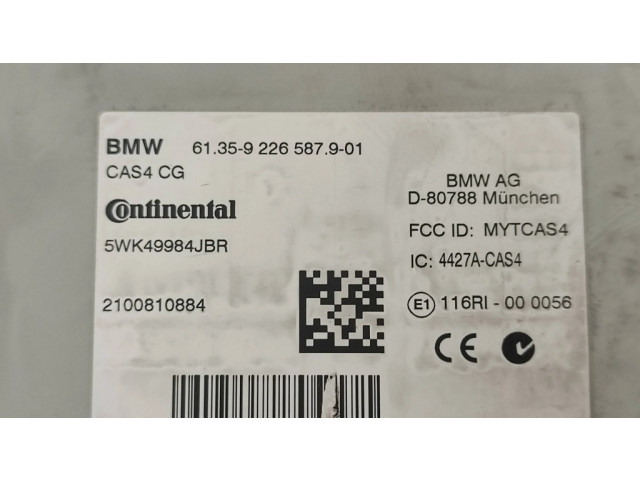 BMW 61.35-9 226 587.9-01
CAS4 CG
Continental
5WK49984JBR
2100810884
BMW AG
D-80788 München
FCC ID: MYTCAS4
IC: 4427A-CAS4
E1 116RI - 00 0056
CE